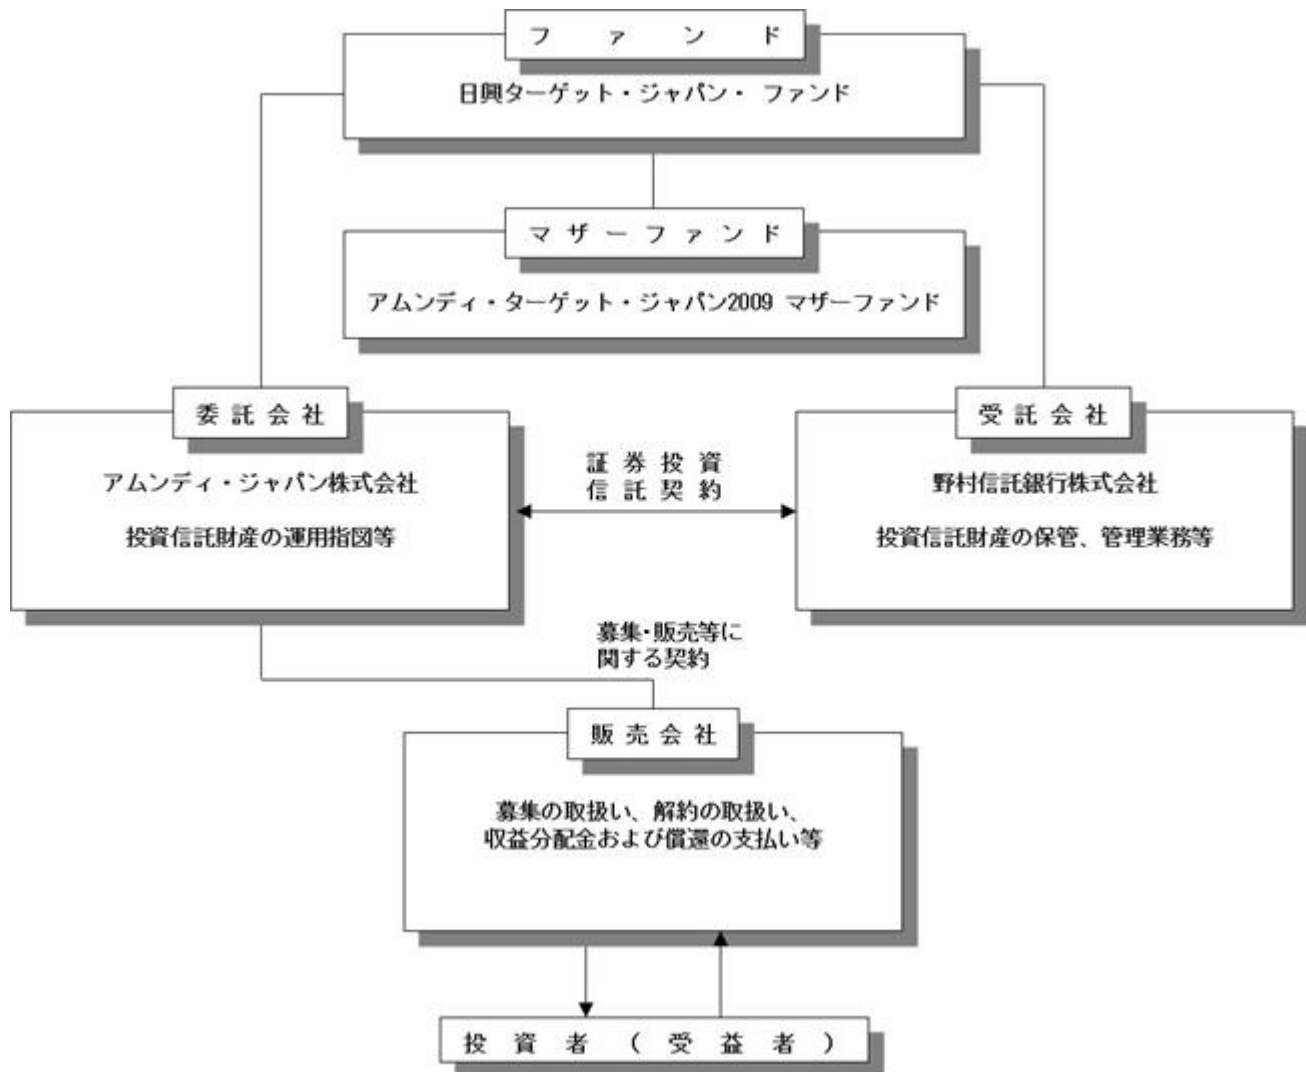 ファンド
日興ターゲット・ジャパン・ ファンド
マザーファンド
アムンディ・ターゲット・ジャパン2009 マザーファンド
委託会社
アムンディ・ジャパン株式会社
投資信託財産の運用指図等
証券投資
信託契約
受託会社
野村信託銀行株式会社
投資信託財産の保管、管理業務等
募集・販売等に
関する契約
販売会社
募集の取扱い、解約の取扱い、
収益分配金および償還の支払い等
投資者(受益者)